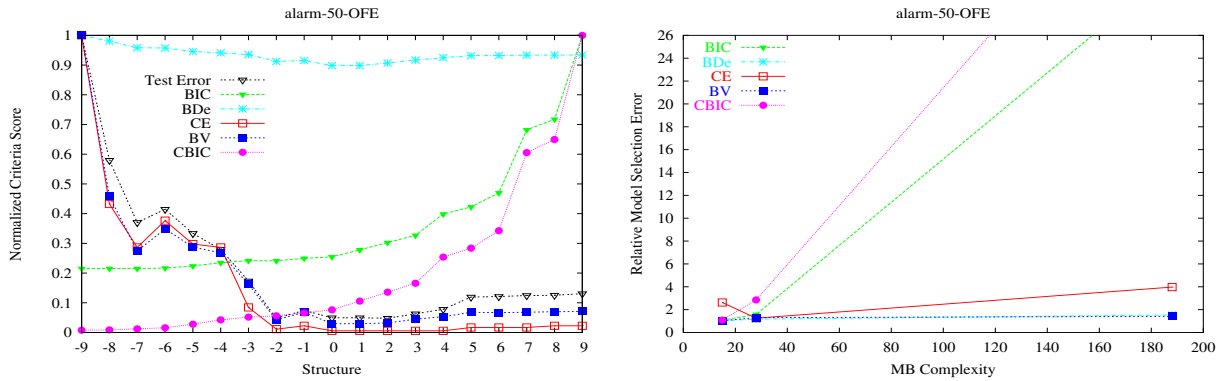 alarm-50-OFE
1
0.9
0.8
0.7
0.6
0.5
0.4
0.3
0.2
0.1
0
Normalized Criteria Score
Test Error
BIC
BDe
CE
BV
CBIC
-9 -8 -7 -6 -5 -4 -3 -2 -1 0 1 2 3 4 5 6 7 8 9
Structure
alarm-50-OFE
26
24
22
20
18
16
14
12
10
8
6
4
2
0
Relative Model Selection Error
BIC
BDe
CE
BV
CBIC
0 20 40 60 80 100 120 140 160 180 200
MB Complexity